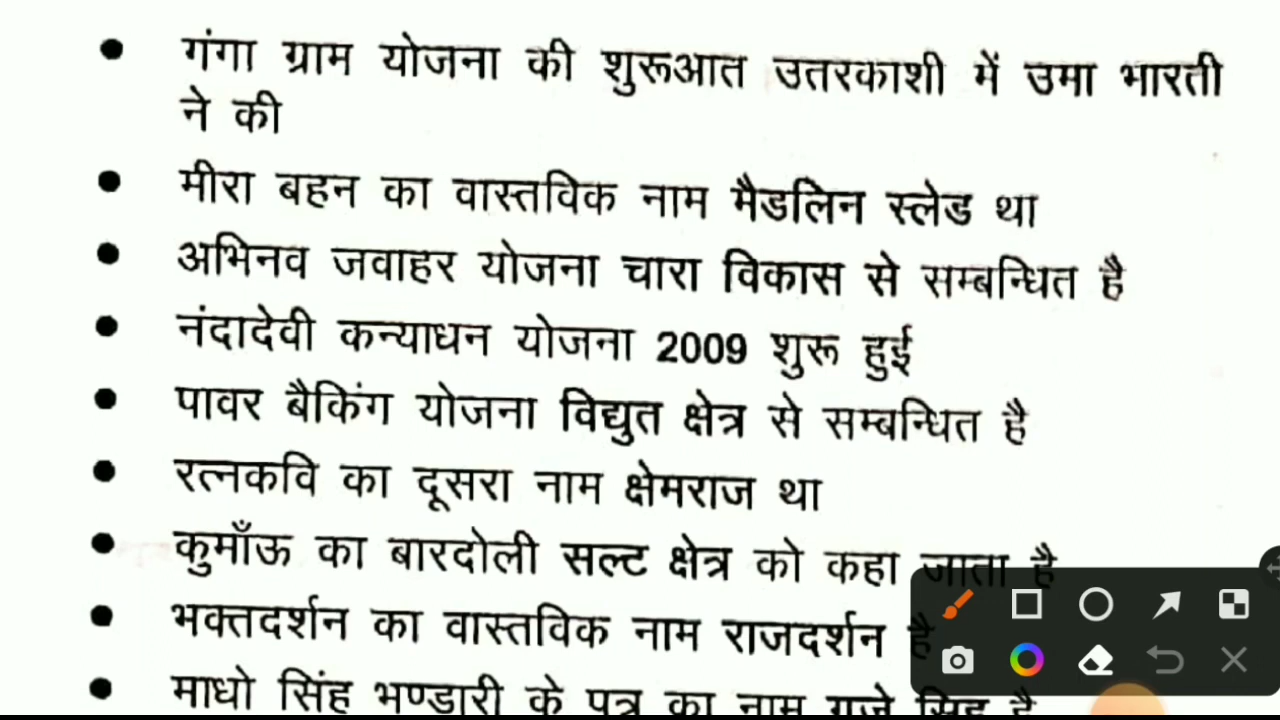 गंगा ग्राम योजना की शुरूआत उतरकाशी में उमा भारती
ने की
मीरा बहन का वास्तविक नाम मैडलिन स्लेड था
अभिनव जवाहर योजना चारा विकास से सम्बन्धित है
नंदादेवी कन्याधन योजना 2009 शुरू हुई
पावर बैकिंग योजना विद्युत क्षेत्र से सम्बन्धित है
रत्नकवि का दूसरा नाम क्षेमराज था
कुमाँऊ का बारदोली सल्ट क्षेत्र को कहा जाता है
भक्तदर्शन का वास्तविक नाम राजदर्शन है
माधो सिंह भण्डारी के पुत्र का नाम गजे सिंह है